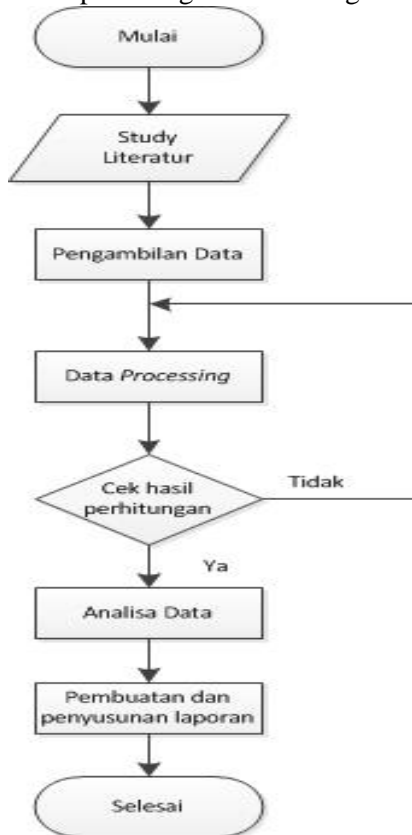 Mulai
Study
Literatur
Pengambilan Data
Data Processing
Cek hasil
perhitungan
Tidak
Ya
Analisa Data
Pembuatan dan
penyusunan laporan
Selesai